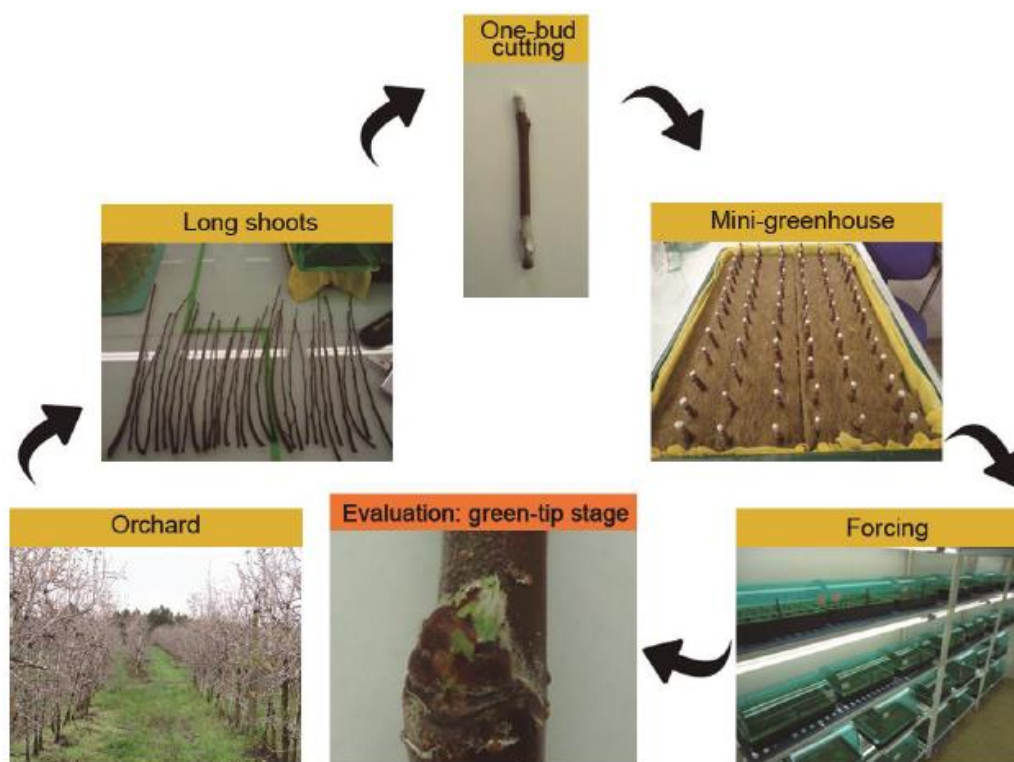 One-bud
cutting
Long shoots
Mini-greenhouse
Orchard
Evaluation: green-tip stage
Forcing